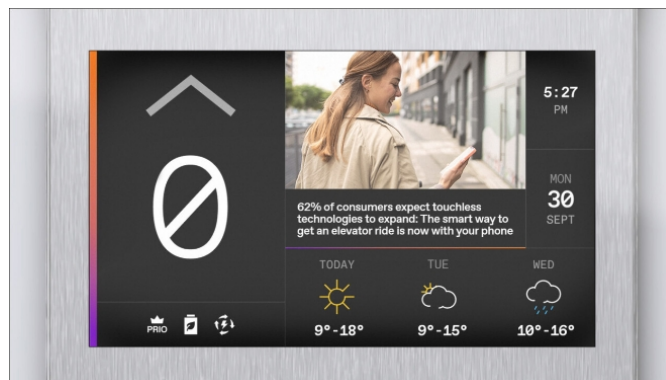 0
PRIO
62% of consumers expect touchless
technologies to expand: The smart way to
get an elevator ride is now with your phone
5:27
PM
MON
30
SEPT
TODAY
TUE
WED
9°-18°
9°-15°
10°-16°